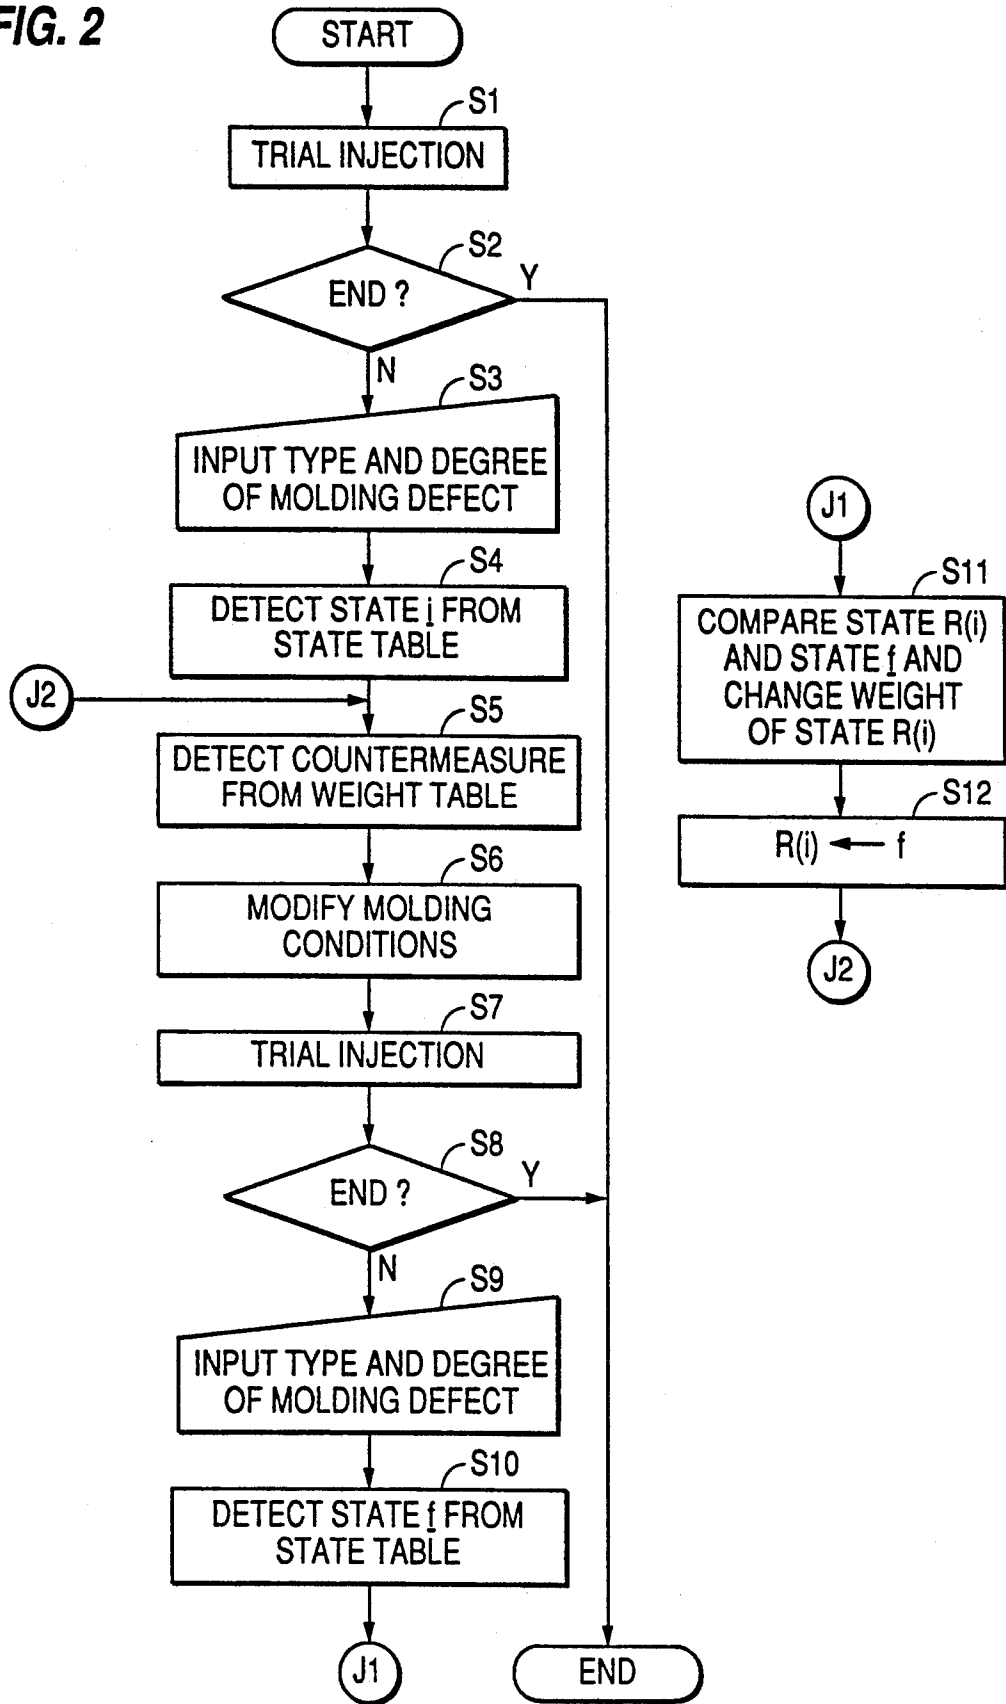 FIG. 2
START
S1
TRIAL INJECTION
S2
END ?
Y
N
S3
INPUT TYPE AND DEGREE
OF MOLDING DEFECT
S4
DETECT STATE i FROM
STATE TABLE
J2
S5
DETECT COUNTERMEASURE
FROM WEIGHT TABLE
S6
MODIFY MOLDING
CONDITIONS
S7
TRIAL INJECTION
S8
END ?
Y
N
S9
INPUT TYPE AND DEGREE
OF MOLDING DEFECT
S10
DETECT STATE f FROM
STATE TABLE
J1
END
J1
S11
COMPARE STATE R(i)
AND STATE f AND
CHANGE WEIGHT
OF STATE R(i)
S12
R(i) ← f
J2